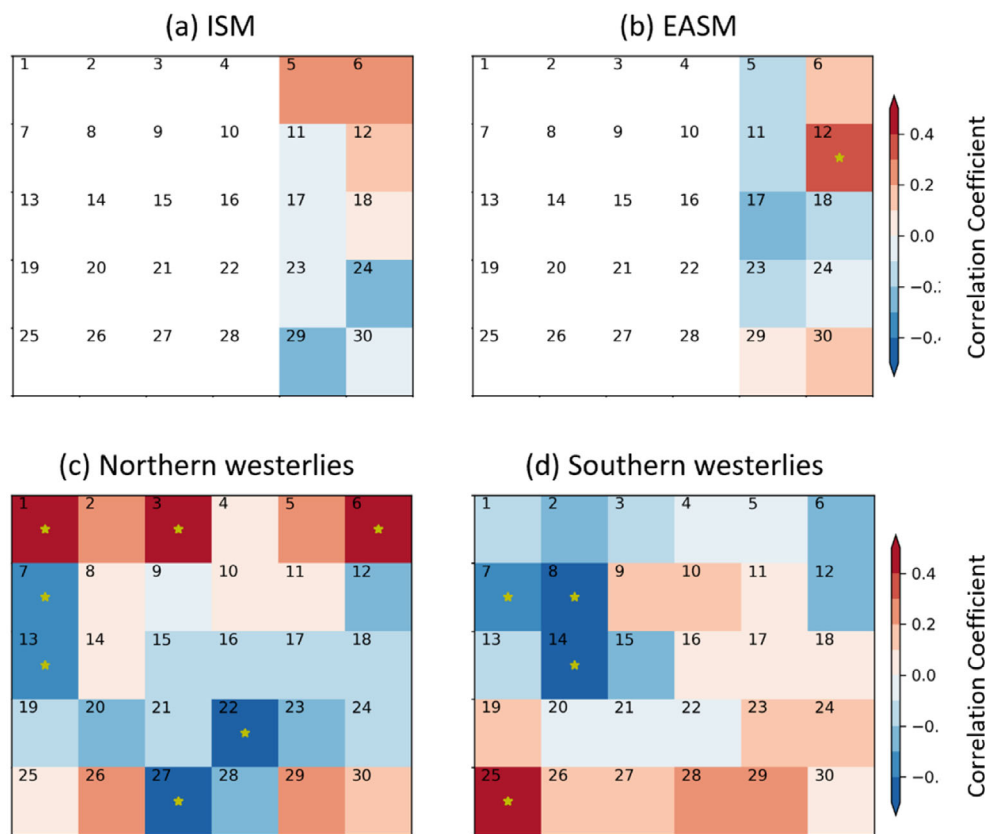 (a) ISM
(b) EASM
1 2 3 4 5 6
7 8 9 10 11 12
13 14 15 16 17 18
19 20 21 22 23 24
25 26 27 28 29 30
1 2 3 4 5 6
7 8 9 10 11 12
13 14 15 16 17 18
19 20 21 22 23 24
25 26 27 28 29 30
0.4
0.2
0.0
Correlation Coefficient
(c) Northern westerlies
(d) Southern westerlies
1 2 3 4 5 6
7 8 9 10 11 12
13 14 15 16 17 18
19 20 21 22 23 24
25 26 27 28 29 30
1 2 3 4 5 6
7 8 9 10 11 12
13 14 15 16 17 18
19 20 21 22 23 24
25 26 27 28 29 30
0.4
0.2
0.0
Correlation Coefficient